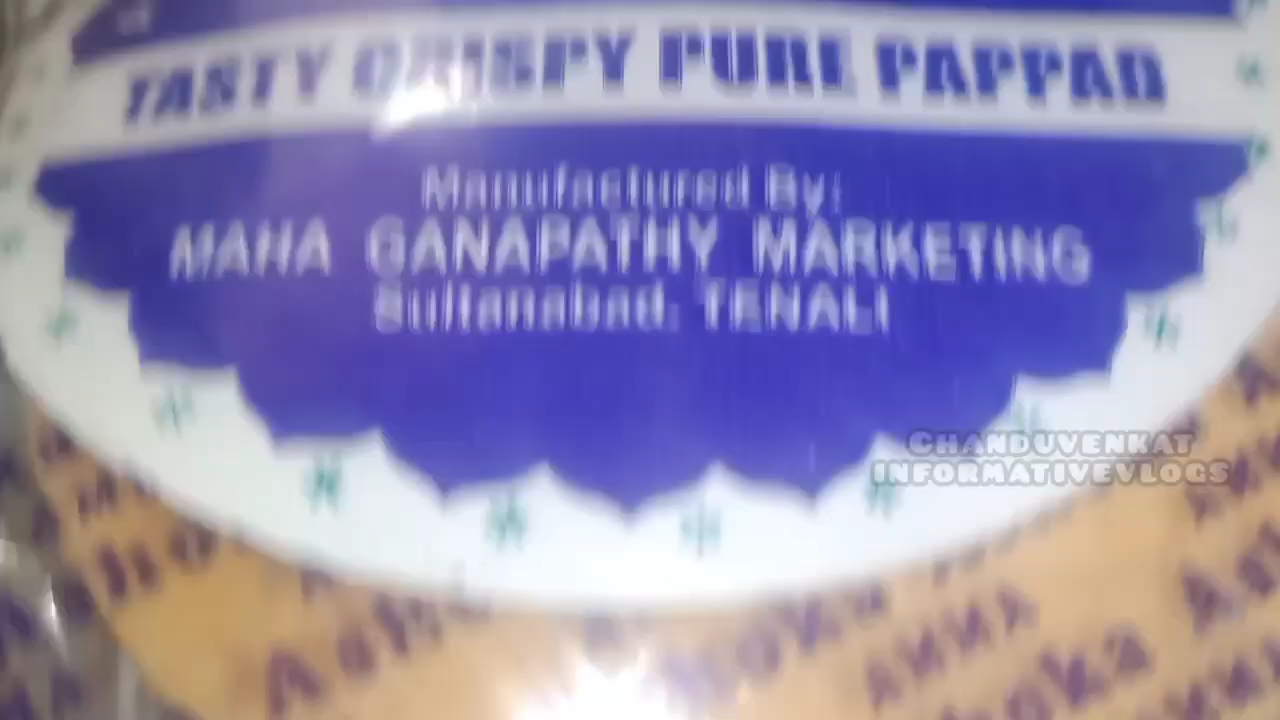 TASTY CRISPY PURE PAPPAD
Manufactured By:
MAHA GANAPATHY MARKETING
Sultanabad. TENALI
CHANDUVENKAT
INFORMATIVEVLOGS